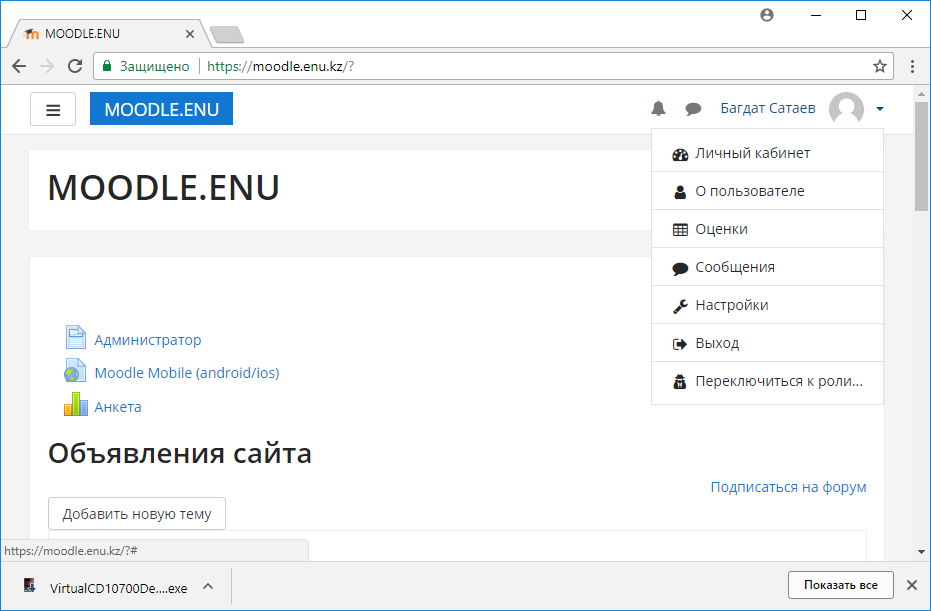 MOODLE.ENU
Защищено
https://moodle.enu.kz/?
MOODLE.ENU
Багдат Сатаев
Личный кабинет
О пользователе
Оценки
Сообщения
Настройки
Выход
Переключиться к роли...
MOODLE.ENU
Администратор
Moodle Mobile (android/ios)
Анкета
Объявления сайта
Подписаться на форум
Добавить новую тему
https://moodle.enu.kz/?#
VirtualCD10700De....exe
Показать все